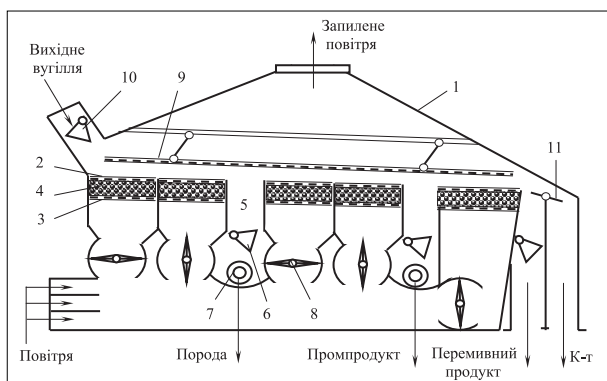 Запилене
повітря
Вихідне
вугілля
10
9
1
2
4
3
5
11
7
6
8
Повітря
Порода
Промпродукт
Перемивний
продукт
К-т